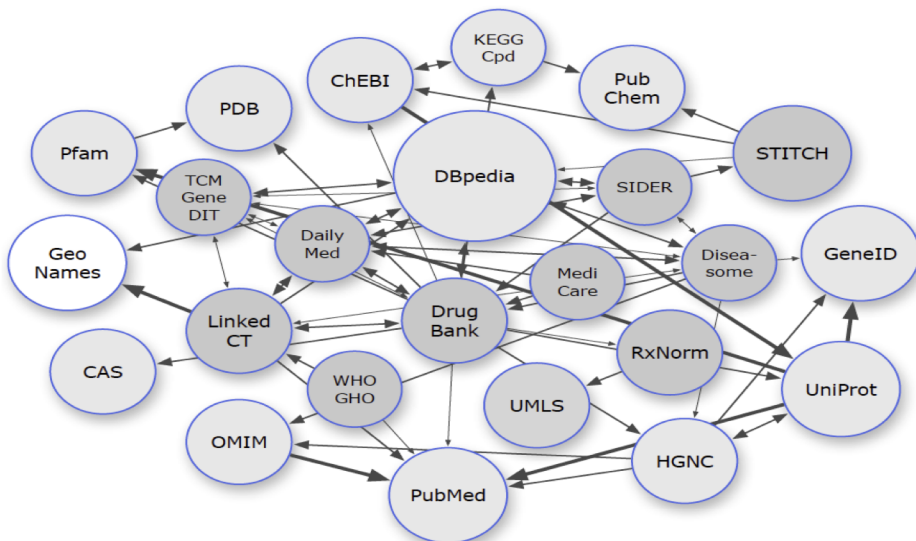 KEGG
Cpd
ChEBI
Pub
Chem
PDB
Pfam
DBpedia
STITCH
TCM
Gene
DIT
SIDER
Daily
Med
Geo
Names
Medi
Care
Disea-
some
GeneID
Linked
CT
Drug
Bank
RxNorm
CAS
WHO
GHO
UMLS
UniProt
OMIM
PubMed
HGNC